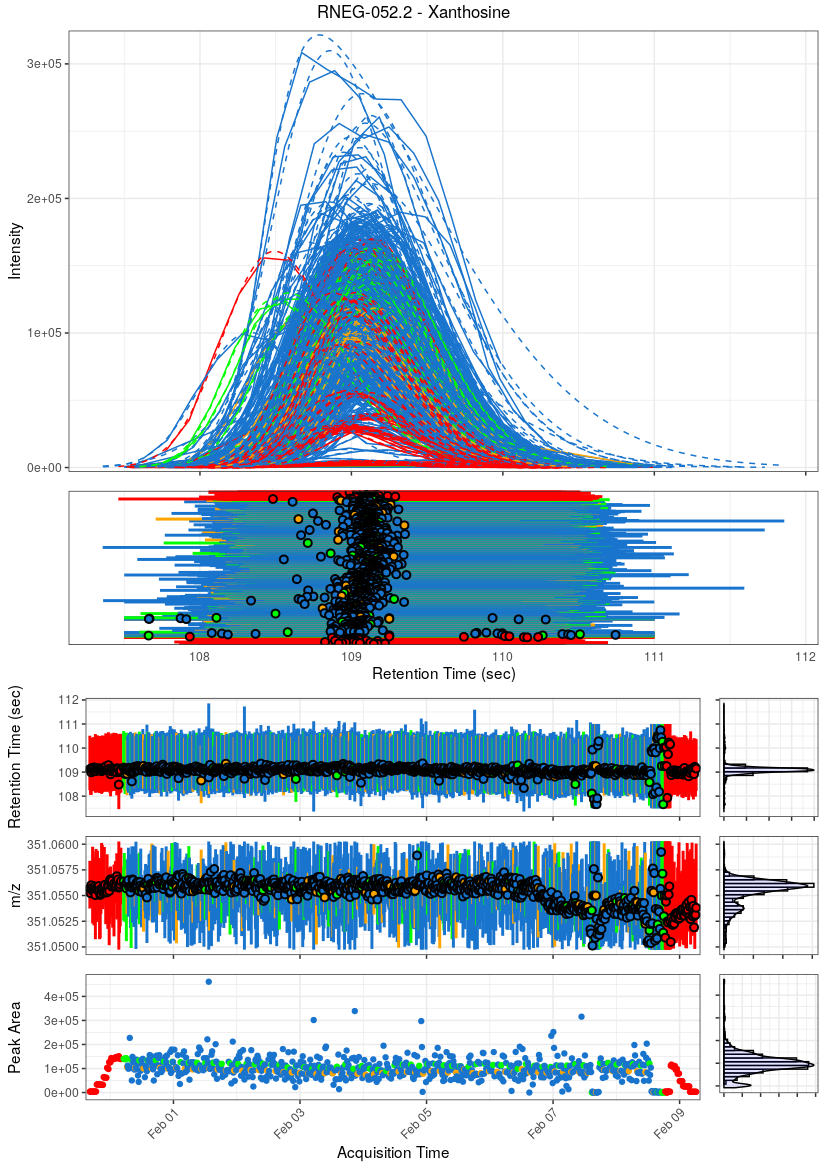 RNEG-052.2 - Xanthosine
3e+05
2e+05
1e+05
0e+00
Intensity
108
109
110
111
112
Retention Time (sec)
112
111
110
109
108
Retention Time (sec)
351.0600
351.0575
351.0550
351.0525
351.0500
m/z
4e+05
3e+05
2e+05
1e+05
0e+00
Peak Area
Feb 01
Feb 03
Feb 05
Feb 07
Feb 09
Acquisition Time